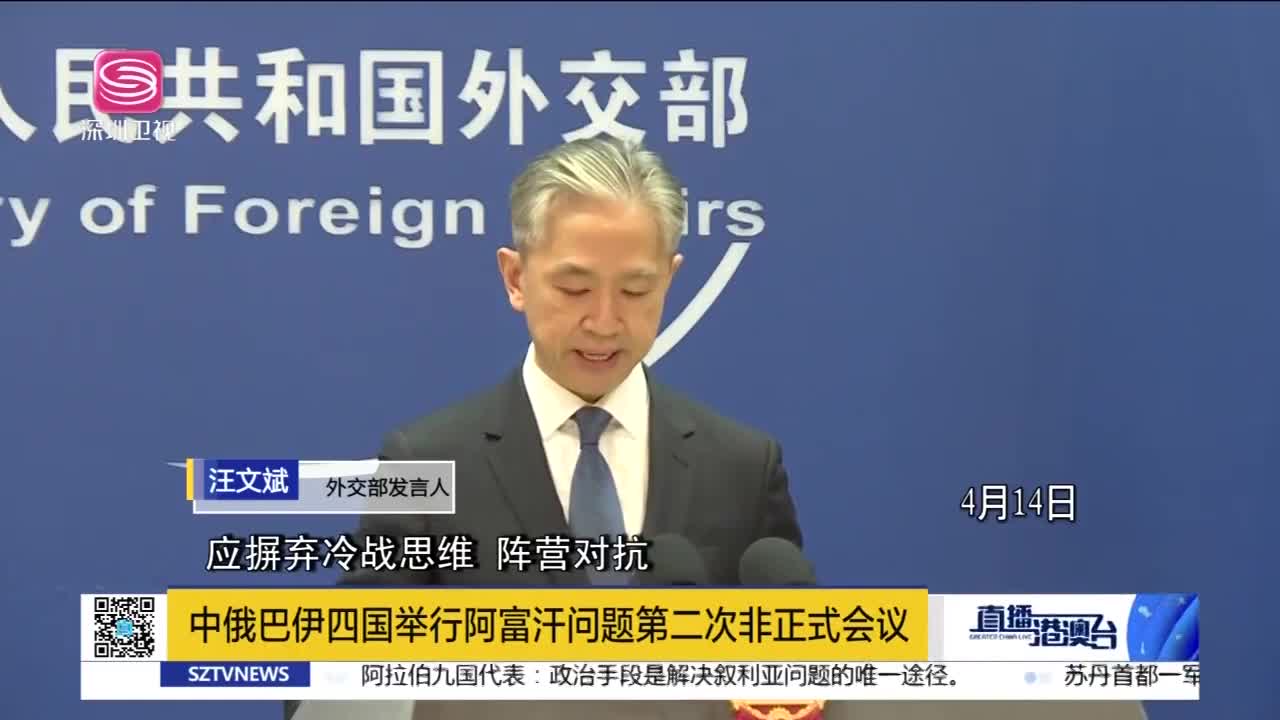 人民共和国外交部
深圳卫视
ry of Foreign irs
汪文斌
外交部发言人
4月14日
应摒弃冷战思维 阵营对抗
中俄巴伊四国举行阿富汗问题第二次非正式会议
直播港澳台
GREATER CHINA LIVE
SZTVNEWS
阿拉伯九国代表：政治手段是解决叙利亚问题的唯一途径。
苏丹首都一军